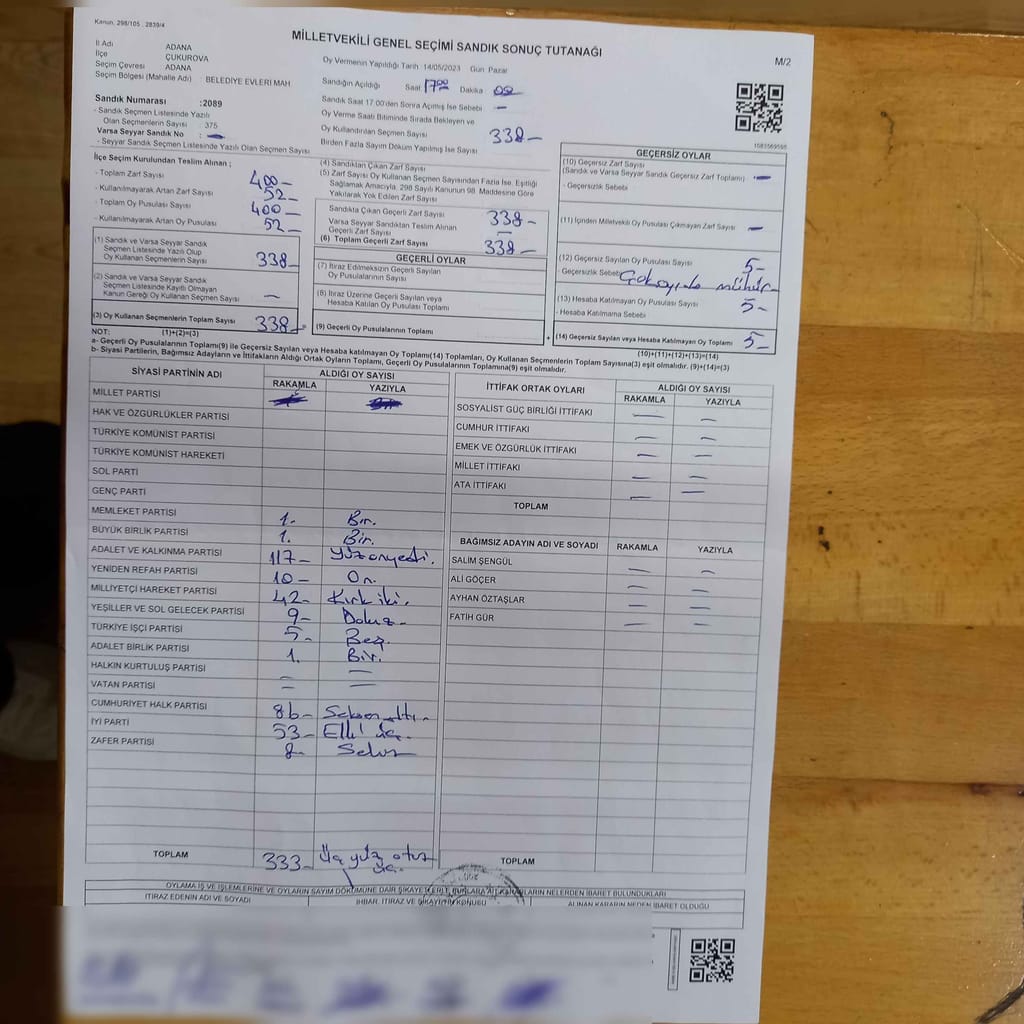 Kanun, 298/105 , 2839/4
MİLLETVEKİLİ GENEL SEÇİMİ SANDIK SONUÇ TUTANAĞI
M/2
İl Adı ADANA
İlçe ÇUKUROVA
Seçim Çevresi ADANA
Seçim Bölgesi (Mahalle Adı) : BELEDİYE EVLERİ MAH
Sandık Numarası :2089
- Sandık Seçmen Listesinde Yazılı
Olan Seçmenlerin Sayısı : 375
Varsa Seyyar Sandık No : –
- Seyyar Sandık Seçmen Listesinde Yazılı Olan Seçmen Sayısı
Oy Vermenin Yapıldığı Tarih :14/05/2023 Gün Pazar
Sandığın Açıldığı Saat 17:00 Dakika
Sandık Saat 17.00'den Sonra Açılmış İse Sebebi –
Oy Verme Saati Bitiminde Sırada Bekleyen ve
Oy Kullandırılan Seçmen Sayısı 338–
Birden Fazla Sayım Döküm Yapılmış İse Sayısı
İlçe Seçim Kurulundan Teslim Alınan ;
- Toplam Zarf Sayısı 400–
- Kullanılmayarak Artan Zarf Sayısı 52–
- Toplam Oy Pusulası Sayısı 400–
- Kullanılmayarak Artan Oy Pusulası 52–
(1) Sandık ve Varsa Seyyar Sandık
Seçmen Listesinde Yazılı Olup
Oy Kullanan Seçmen Sayısı 338–
(2) Sandık ve Varsa Seyyar Sandık
Seçmen Listesinde Kayıtlı Olmayan
Kanun Gereği Oy Kullanan Seçmen Sayısı –
(3) Oy Kullanan Seçmenlerin Toplam Sayısı 338–
(4) Sandıktan Çıkan Zarf Sayısı
(5) Zarf Sayısı Oy Kullanan Seçmen Sayısından Fazla İse, Eşitliği
Sağlamak Amacıyla, 298 Sayılı Kanunun 98. Maddesine Göre
Yakılarak Yok Edilen Zarf Sayısı
Sandıkta Çıkan Geçerli Zarf Sayısı 338–
Varsa Seyyar Sandıktan Teslim Alınan
Geçerli Zarf Sayısı –
(6) Toplam Geçerli Zarf Sayısı 338–
GEÇERLİ OYLAR
(7) İtiraz Edilmeksizin Geçerli Sayılan
Oy Pusulalarının Sayısı
(8) İtiraz Üzerine Geçerli Sayılan veya
Hesaba Katılan Oy Pusulası Toplamı
(9) Geçerli Oy Pusulalarının Toplamı
1581569595
GEÇERSİZ OYLAR
(10) Geçersiz Zarf Sayısı
(Sandık ve Varsa Seyyar Sandık Geçersiz Zarf Toplamı) –
- Geçersizlik Sebebi
(11) İçinden Milletvekili Oy Pusulası Çıkmayan Zarf Sayısı –
(12) Geçersiz Sayılan Oy Pusulası Sayısı 5–
- Geçersizlik Sebebi mühür–
(13) Hesaba Katılmayan Oy Pusulası Sayısı 5–
- Hesaba Katılmama Sebebi
(14) Geçersiz Sayılan veya Hesaba Katılmayan Oy Toplamı 5–
NOT: (1)+(2)=(3) (10)+(11)+(12)+(13)=(14)
a- Geçerli Oy Pusulalarının Toplamı(9) ile Geçersiz Sayılan veya Hesaba katılmayan Oy Toplamı(14) Toplamları, Oy Kullanan Seçmenlerin Toplam Sayısına(3) eşit olmalıdır. (9)+(14)=(3)
b- Siyasi Partilerin, Bağımsız Adayların ve İttifakların Aldığı Ortak Oyların Toplamı, Geçerli Oy Pusulalarının Toplamına(9) eşit olmalıdır.
SİYASİ PARTİNİN ADI ALDIĞI OY SAYISI
RAKAMLA YAZIYLA
MİLLET PARTİSİ
HAK VE ÖZGÜRLÜKLER PARTİSİ
TÜRKİYE KOMÜNİST PARTİSİ
TÜRKİYE KOMÜNİST HAREKETİ
SOL PARTİ
GENÇ PARTİ
MEMLEKET PARTİSİ 1. Bir.
BÜYÜK BİRLİK PARTİSİ 1. Bir.
ADALET VE KALKINMA PARTİSİ 117– Yüzonyedi.
YENİDEN REFAH PARTİSİ 10– On.
MİLLİYETÇİ HAREKET PARTİSİ 42– Kırk iki.
YEŞİLLER VE SOL GELECEK PARTİSİ 9– Dokuz–
TÜRKİYE İŞÇİ PARTİSİ 5– Beş.
ADALET BİRLİK PARTİSİ 1. Bir.
HALKIN KURTULUŞ PARTİSİ – –
VATAN PARTİSİ – –
CUMHURİYET HALK PARTİSİ 86– Seksen altı–
İYİ PARTİ 53– Elli üç.
ZAFER PARTİSİ 8– Sekiz
TOPLAM 333– Üç yüz otuz
üç.
İTTİFAK ORTAK OYLARI ALDIĞI OY SAYISI
RAKAMLA YAZIYLA
SOSYALİST GÜÇ BİRLİĞİ İTTİFAKI – –
CUMHUR İTTİFAKI – –
EMEK VE ÖZGÜRLÜK İTTİFAKI – –
MİLLET İTTİFAKI – –
ATA İTTİFAKI – –
TOPLAM
BAĞIMSIZ ADAYIN ADI VE SOYADI RAKAMLA YAZIYLA
SALİM ŞENGÜL – –
ALİ GÖÇER – –
AYHAN ÖZTAŞLAR – –
FATİH GÜR – –
TOPLAM
OYLAMA İŞ VE İŞLEMLERİNE VE OYLARIN SAYIM DÖKÜMÜNE DAİR ŞİKAYETLERLE, BUNLARA AİT KARARLARIN NELERDEN İBARET BULUNDUKLARI
İTİRAZ EDENİN ADI VE SOYADI
İHBAR, İTİRAZ VE ŞİKAYETİN KONUSU
ALINAN KARARIN NEDEN İBARET OLDUĞU